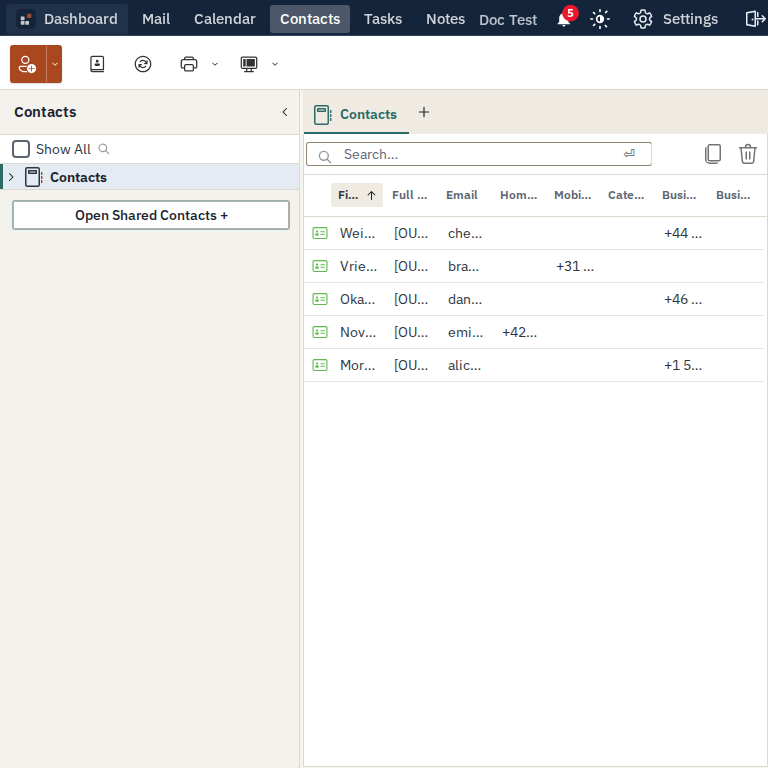 Dashboard Mail Calendar Contacts Tasks Notes Doc Test 5 Settings
Contacts
Contacts
Show All
Search...
Contacts
Open Shared Contacts +
Fi... Full ... Email Hom... Mobi... Cate... Busi... Busi...
Wei... [OU... che... +44 ...
Vrie... [OU... bra... +31 ...
Oka... [OU... dan... +46 ...
Nov... [OU... emi... +42...
Mor... [OU... alic... +1 5...